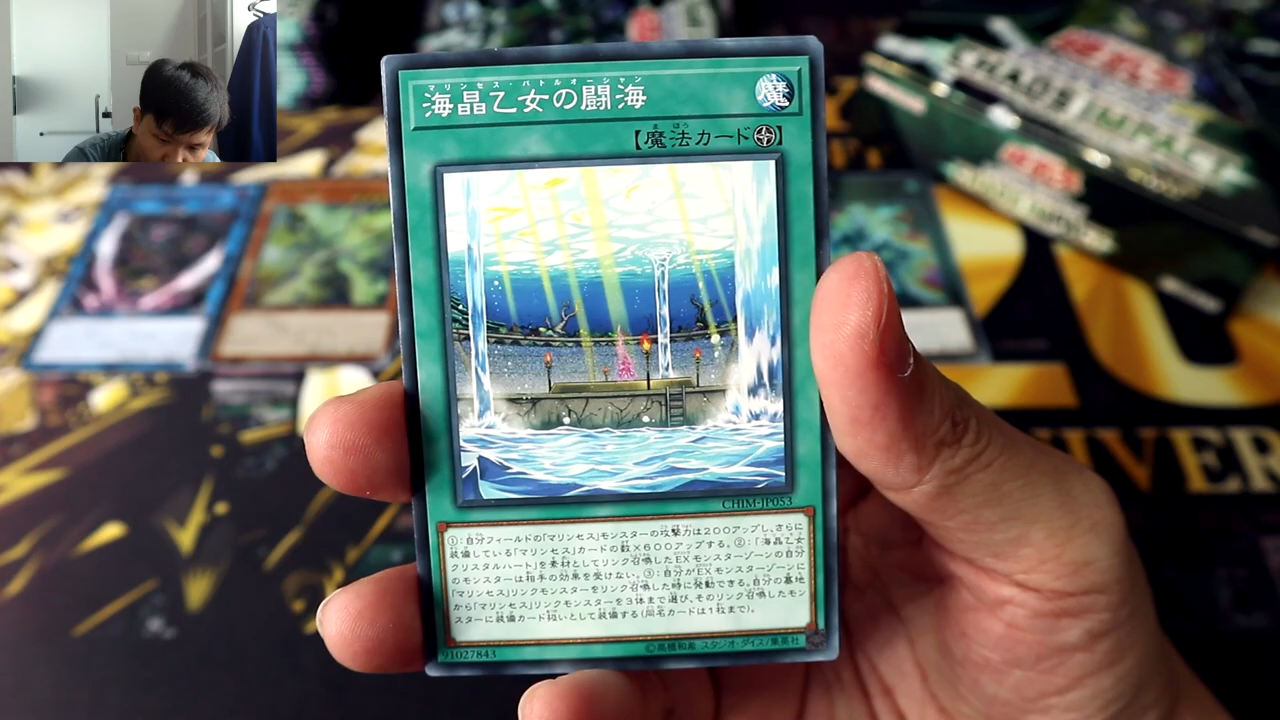 マリンセス・バトルオーシャン
海晶乙女の闘海
魔
【魔法カード】
CHIM-JP053
①:自分フィールドの「マリンセス」モンスターの攻撃力は200アップし、さらに
装備している「マリンセス」カードの数×600アップする。②:「海晶乙女
クリスタルハート」を素材としてリンク召喚したEXモンスターゾーンの自分
のモンスターは相手の効果を受けない。③:自分がEXモンスターゾーンに
「マリンセス」リンクモンスターをリンク召喚した時に発動できる。自分の墓地
から「マリンセス」リンクモンスターを3体まで選び、そのリンク召喚したモン
スターに装備カード扱いとして装備する(同名カードは1枚まで)。
91027843
©高橋和希 スタジオ・ダイス/集英社
CHAOS IMPACT
IVER